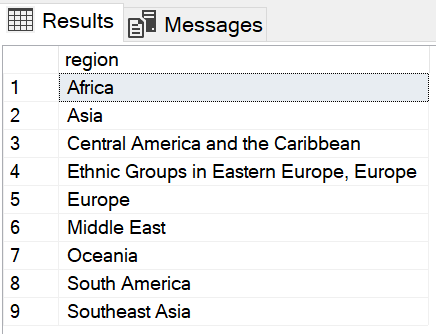 Results Messages
region
1 Africa
2 Asia
3 Central America and the Caribbean
4 Ethnic Groups in Eastern Europe, Europe
5 Europe
6 Middle East
7 Oceania
8 South America
9 Southeast Asia